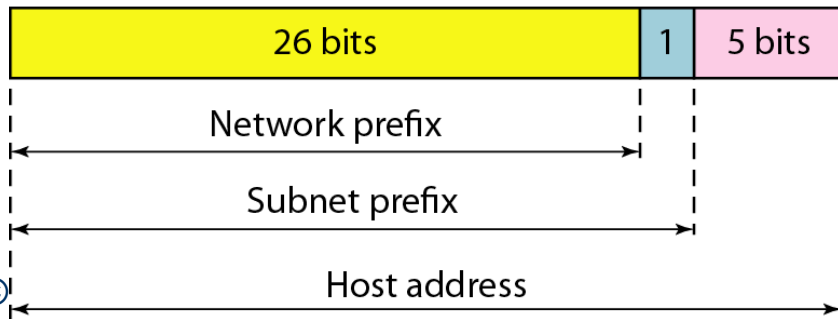 26 bits 1 5 bits
Network prefix
Subnet prefix
Host address